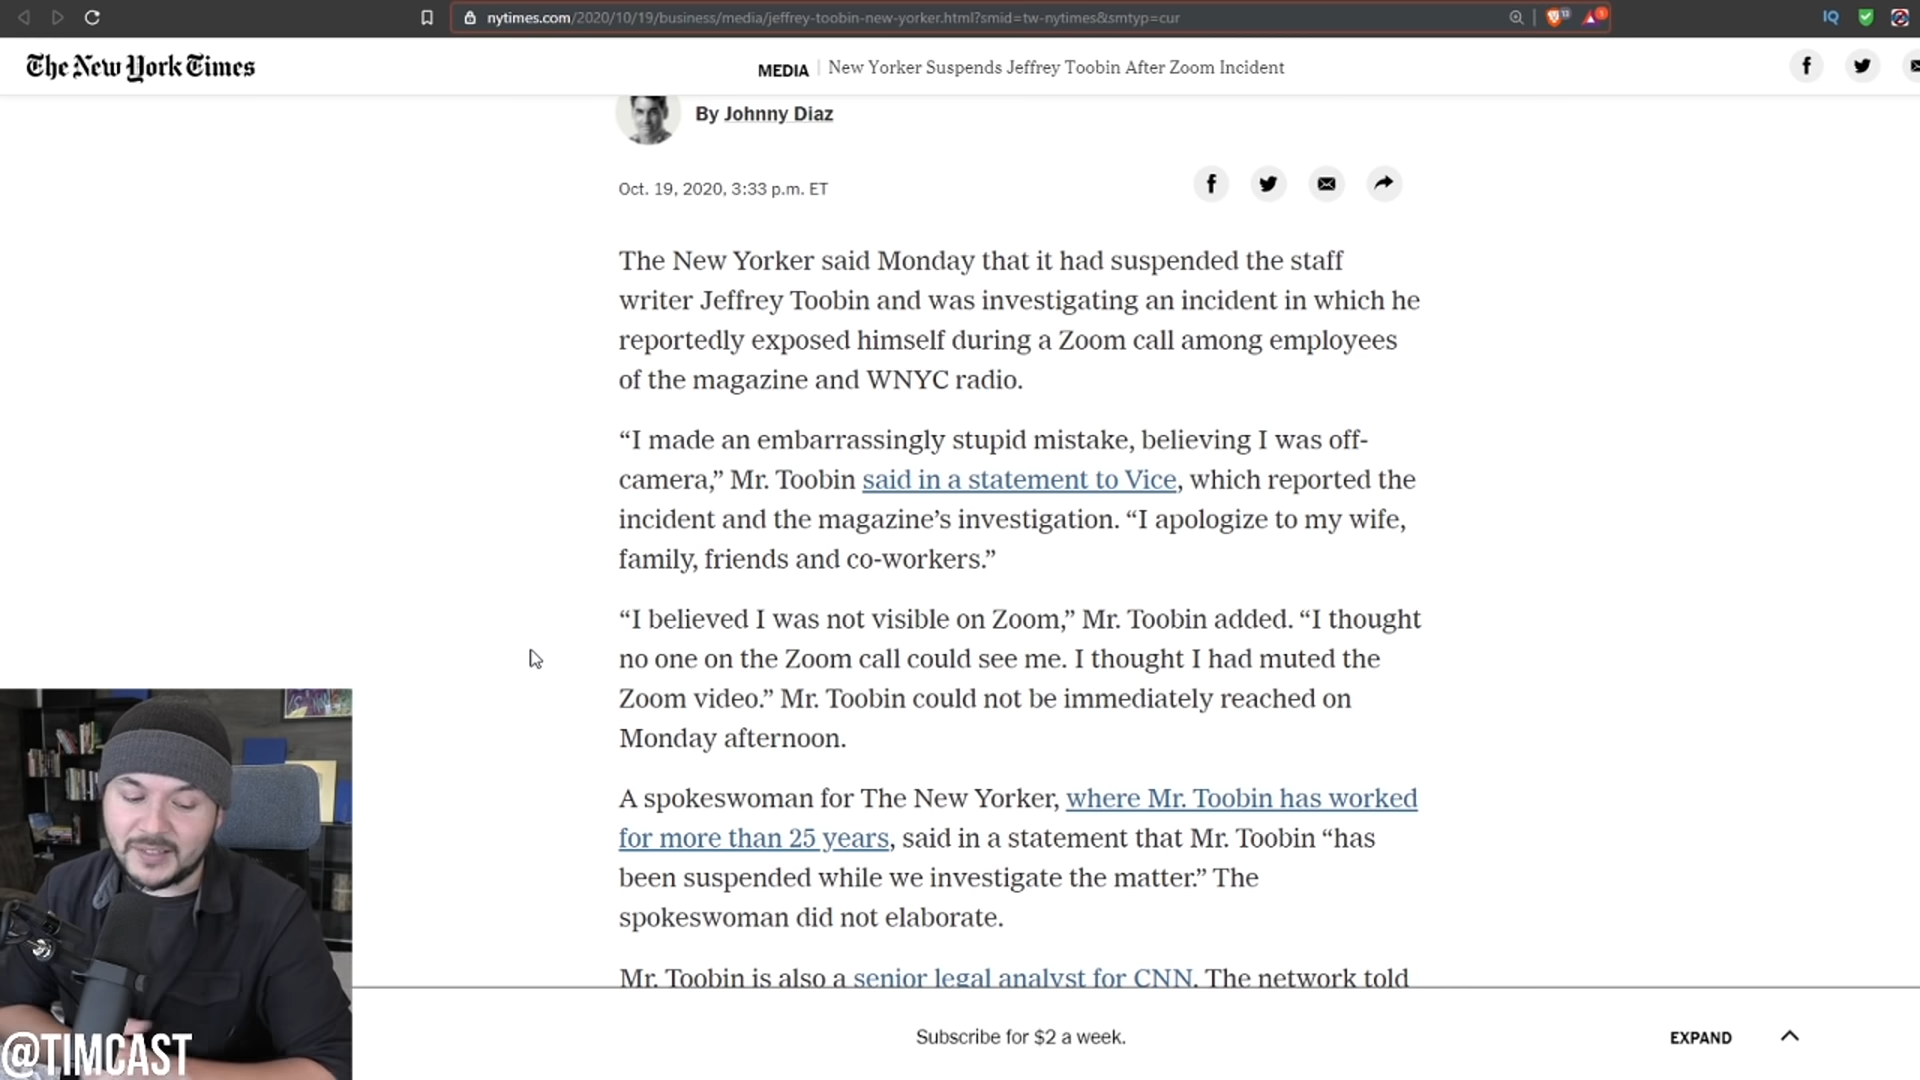 nytimes.com/2020/10/19/business/media/jeffrey-toobin-new-yorker.html?smid=tw-nytimes&smtyp=cur
IQ
The New York Times
MEDIA | New Yorker Suspends Jeffrey Toobin After Zoom Incident
By Johnny Diaz
Oct. 19, 2020, 3:33 p.m. ET
The New Yorker said Monday that it had suspended the staff
writer Jeffrey Toobin and was investigating an incident in which he
reportedly exposed himself during a Zoom call among employees
of the magazine and WNYC radio.
“I made an embarrassingly stupid mistake, believing I was off-
camera,” Mr. Toobin said in a statement to Vice, which reported the
incident and the magazine’s investigation. “I apologize to my wife,
family, friends and co-workers.”
“I believed I was not visible on Zoom,” Mr. Toobin added. “I thought
no one on the Zoom call could see me. I thought I had muted the
Zoom video.” Mr. Toobin could not be immediately reached on
Monday afternoon.
A spokeswoman for The New Yorker, where Mr. Toobin has worked
for more than 25 years, said in a statement that Mr. Toobin “has
been suspended while we investigate the matter.” The
spokeswoman did not elaborate.
Mr. Toobin is also a senior legal analyst for CNN. The network told
Subscribe for $2 a week.
EXPAND
@TIMCAST